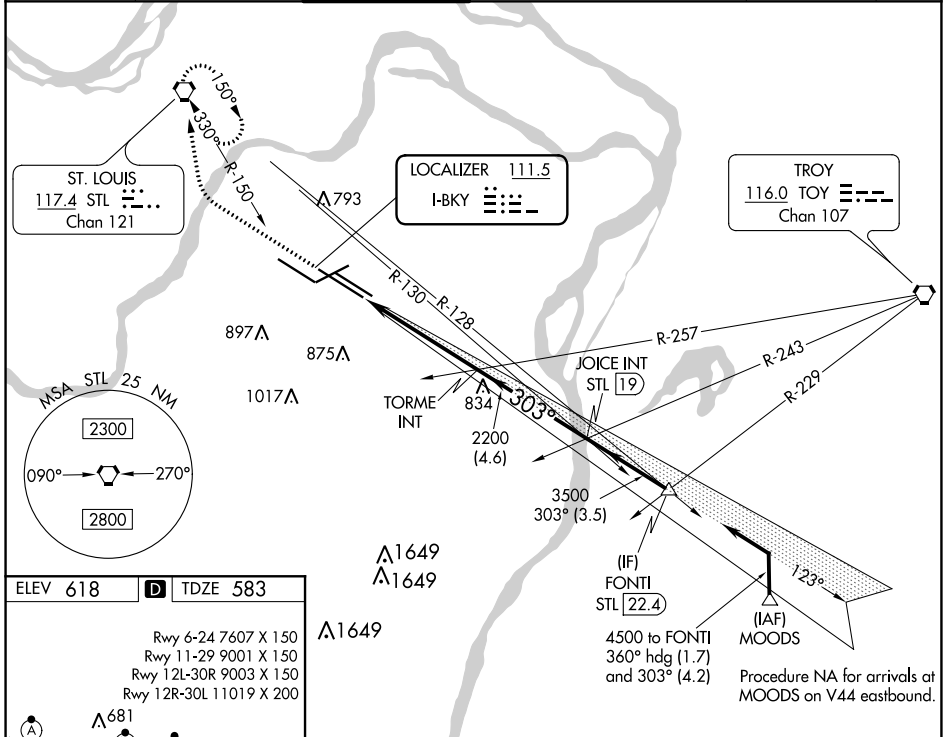 150°
330°
R-150
ST. LOUIS
117.4 STL
Chan 121
793
LOCALIZER 111.5
I-BKY
TROY
116.0 TOY
Chan 107
R-130
R-128
R-257
R-243
R-229
897
875
1017
JOICE INT
STL 19
TORME
INT
834
303°
2200
(4.6)
MSA STL 25 NM
2300
090°
270°
2800
3500
303° (3.5)
1649
1649
1649
(IF)
FONTI
STL 22.4
123°
(IAF)
MOODS
4500 to FONTI
360° hdg (1.7)
and 303° (4.2)
Procedure NA for arrivals at
MOODS on V44 eastbound.
ELEV 618 D TDZE 583
Rwy 6-24 7607 X 150
Rwy 11-29 9001 X 150
Rwy 12L-30R 9003 X 150
Rwy 12R-30L 11019 X 200
681
A